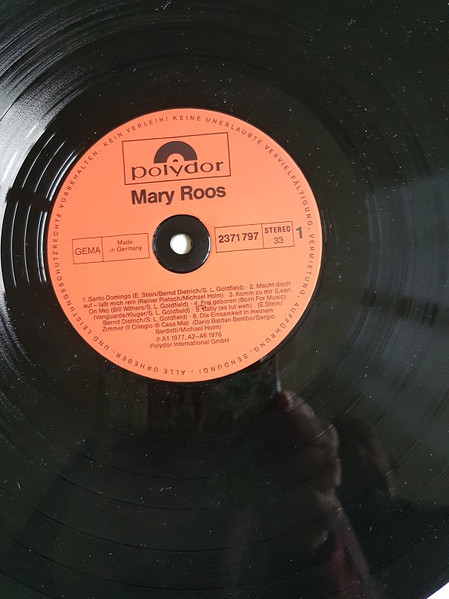 KEIN VERLEIH! KEINE UNERLAUBTE VERVIELFÄLTIGUNG, VERMIETUNG, AUFFÜHRUNG, SENDUNG! · ALLE URHEBER- UND LEISTUNGSSCHUTZRECHTE VORBEHALTEN.
polydor
Mary Roos
GEMA
Made
in Germany
2371 797
STEREO
33
1
1. Santo Domingo (E. Stein/Bernd Dietrich/S. L. Goldfield) · 2. Macht doch
auf – laßt mich rein (Rainer Pietsch/Michael Holm) · 3. Komm zu mir (Lean
On Me) (Bill Withers/S. L. Goldfield) · 4. Frei geboren (Born For Music)
(Vanguarde/Kluger/S. L. Goldfield) · 5. Baby (es tut weh) · (E. Stein/
Bernd Dietrich/S. L. Goldfield) · 6. Die Einsamkeit in meinem
Zimmer (Il Ciliegio di Casa Mia) (Dario Baldan Bembo/Sergio
Bardotti/Michael Holm)
Ⓟ A1 1977, A2–A6 1976
Polydor International GmbH